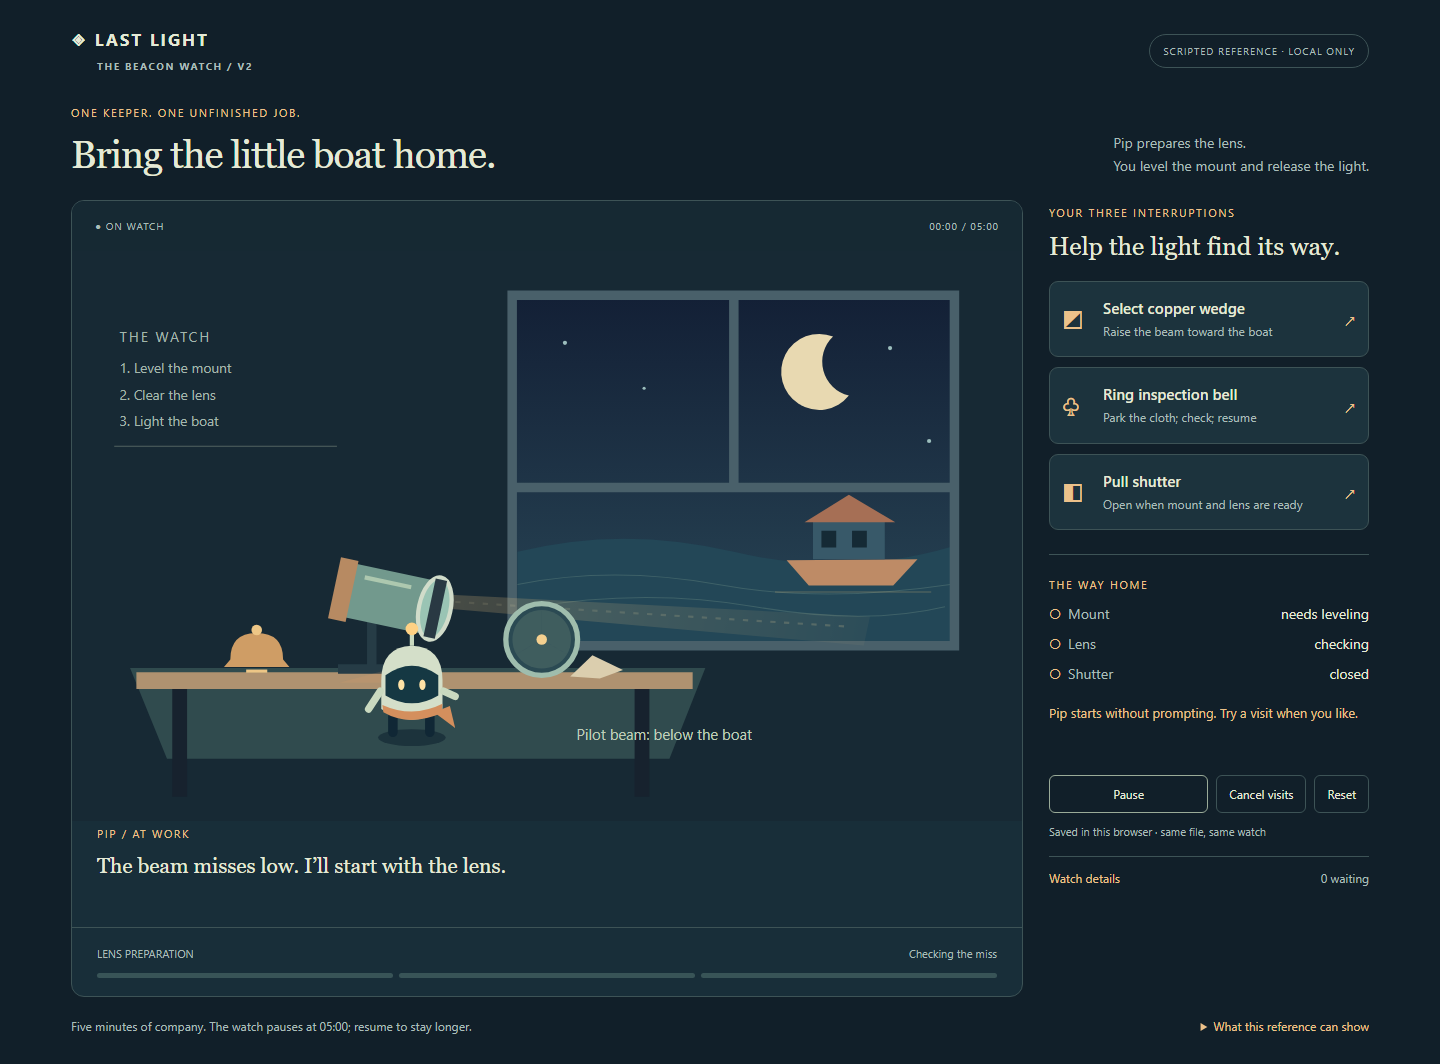 LAST LIGHT
THE BEACON WATCH / V2
SCRIPTED REFERENCE · LOCAL ONLY
ONE KEEPER. ONE UNFINISHED JOB.
Bring the little boat home.
Pip prepares the lens.
You level the mount and release the light.
ON WATCH
00:00 / 05:00
THE WATCH
1. Level the mount
2. Clear the lens
3. Light the boat
Pilot beam: below the boat
PIP / AT WORK
The beam misses low. I’ll start with the lens.
LENS PREPARATION
Checking the miss
YOUR THREE INTERRUPTIONS
Help the light find its way.
Select copper wedge
Raise the beam toward the boat
Ring inspection bell
Park the cloth; check; resume
Pull shutter
Open when mount and lens are ready
THE WAY HOME
Mount needs leveling
Lens checking
Shutter closed
Pip starts without prompting. Try a visit when you like.
Pause Cancel visits Reset
Saved in this browser · same file, same watch
Watch details 0 waiting
Five minutes of company. The watch pauses at 05:00; resume to stay longer.
What this reference can show